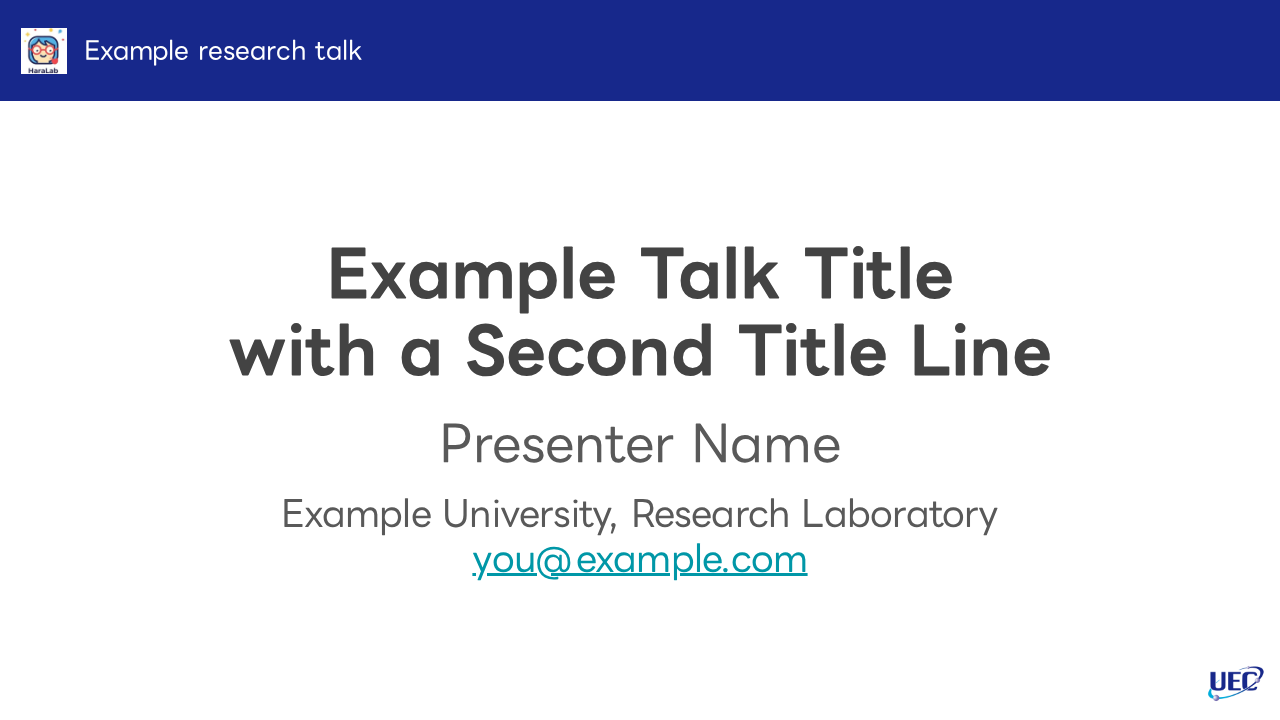 HaraLab
Example research talk
Example Talk Title
with a Second Title Line
Presenter Name
Example University, Research Laboratory
you@example.com
UEC